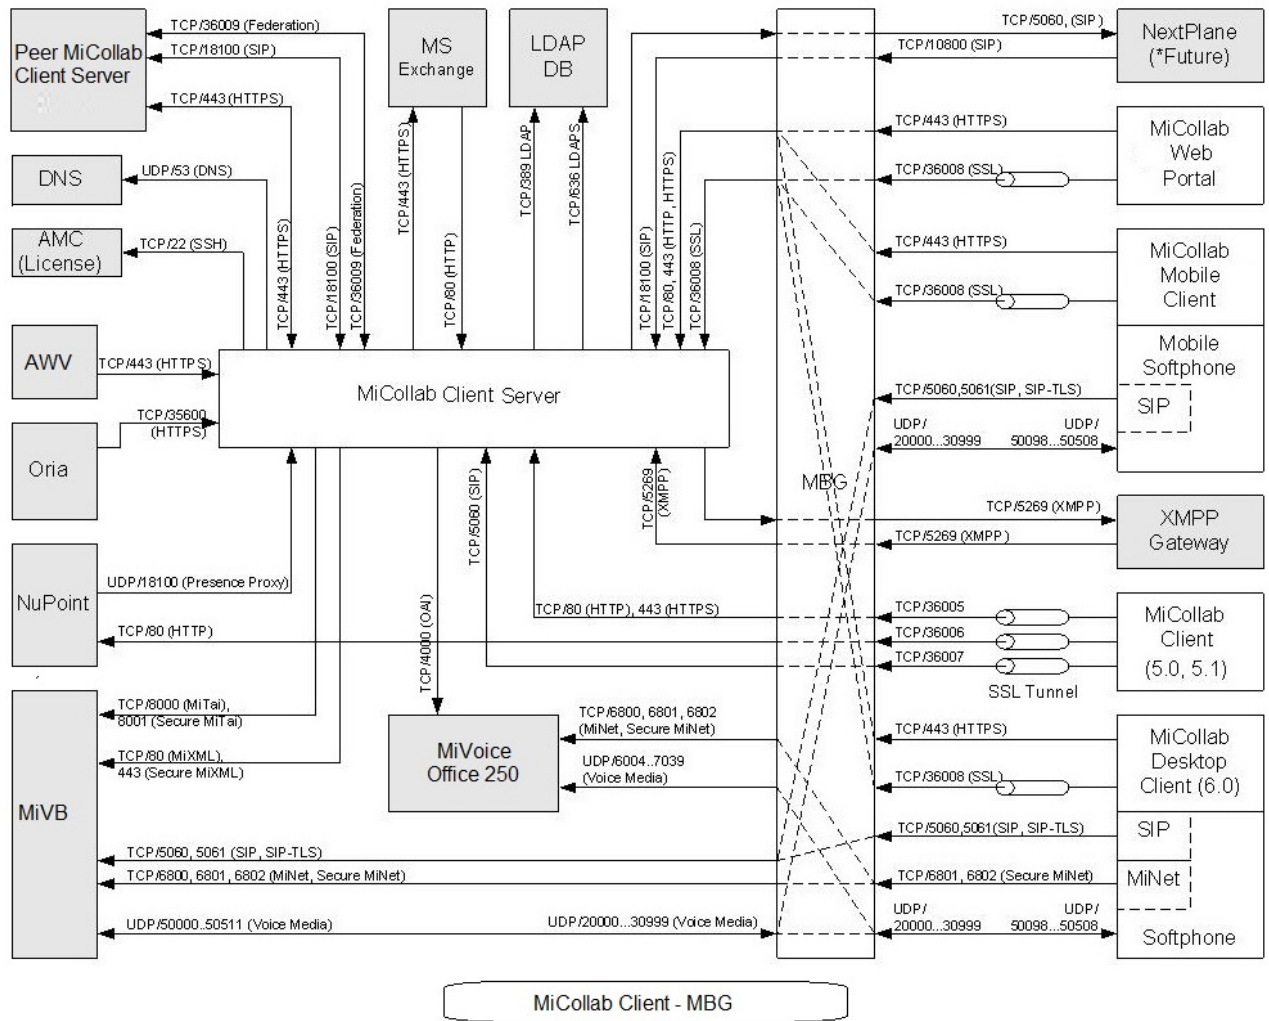 Peer MiCollab
Client Server
TCP/36009 (Federation)
TCP/18100 (SIP)
TCP/443 (HTTPS)
MS
Exchange
LDAP
DB
TCP/5060, (SIP)
TCP/10800 (SIP)
NextPlane
(*Future)
DNS
UDP/53 (DNS)
AMC
(License)
TCP/22 (SSH)
TCP/443 (HTTPS)
TCP/18100 (SIP)
TCP/36009 (Federation)
TCP/443 (HTTPS)
TCP/80 (HTTP)
TCP/389 LDAP
TCP/636 LDAPS
TCP/18100 (SIP)
TCP/80, 443 (HTTP, HTTPS)
TCP/36008 (SSL)
TCP/443 (HTTPS)
TCP/36008 (SSL)
MiCollab
Web
Portal
TCP/443 (HTTPS)
TCP/36008 (SSL)
MiCollab
Mobile
Client
AWV
TCP/443 (HTTPS)
MiCollab Client Server
Mobile
Softphone
TCP/5060,5061(SIP, SIP-TLS)
SIP
UDP/
20000...30999
UDP/
50098...50508
Oria
TCP/35600
(HTTPS)
TCP/5060 (SIP)
TCP/5269
(XMPP)
MBG
TCP/5269 (XMPP)
TCP/5269 (XMPP)
XMPP
Gateway
NuPoint
UDP/18100 (Presence Proxy)
TCP/80 (HTTP)
TCP/4000 (OAI)
TCP/80 (HTTP), 443 (HTTPS)
TCP/36005
TCP/36006
TCP/36007
SSL Tunnel
MiCollab
Client
(5.0, 5.1)
MiVB
TCP/8000 (MiTai),
8001 (Secure MiTai)
TCP/80 (MiXML),
443 (Secure MiXML)
MiVoice
Office 250
TCP/6800, 6801, 6802
(MiNet, Secure MiNet)
UDP/6004..7039
(Voice Media)
TCP/443 (HTTPS)
TCP/36008 (SSL)
MiCollab
Desktop
Client (6.0)
TCP/5060, 5061 (SIP, SIP-TLS)
TCP/5060,5061(SIP, SIP-TLS)
SIP
TCP/6800, 6801, 6802 (MiNet, Secure MiNet)
TCP/6801, 6802 (Secure MiNet)
MiNet
UDP/50000..50511 (Voice Media)
UDP/20000...30999 (Voice Media)
UDP/
20000...30999
UDP/
50098...50508
Softphone
MiCollab Client - MBG